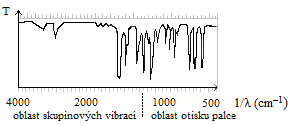 T
4000 2000 1000 500 1/λ (cm⁻¹)
oblast skupinových vibrací oblast otisku palce